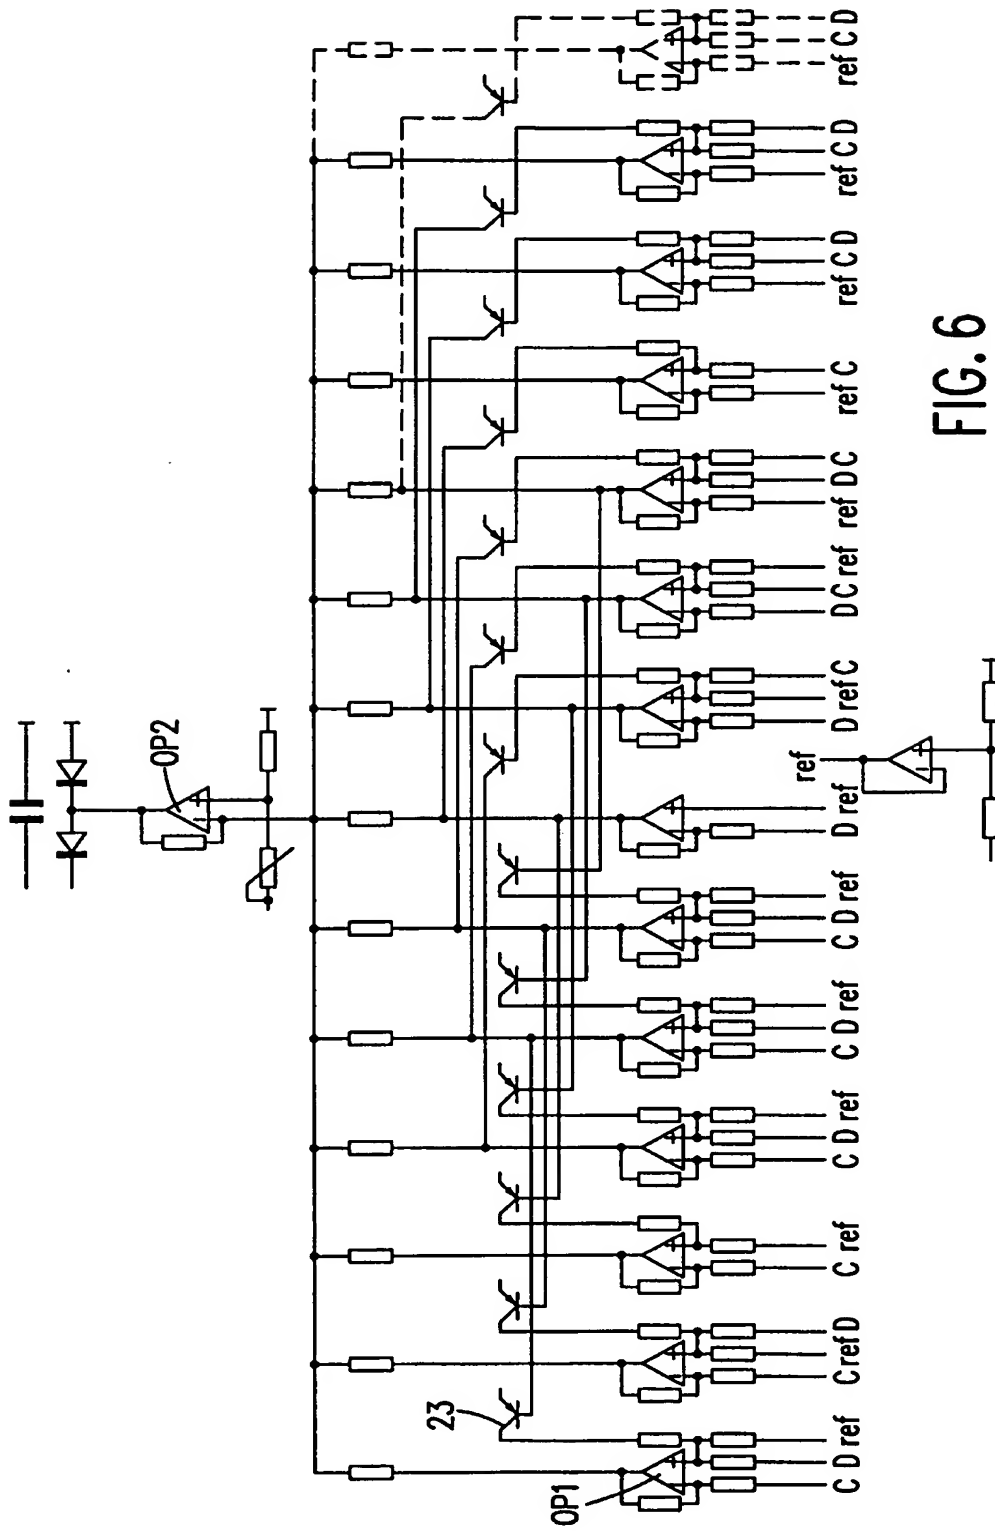 OP2
23
OP1
C D ref
C ref D
C ref
C D ref
C D ref
C D ref
D ref
D ref C
D C ref
ref D C
ref C
ref C D
ref C D
ref C D
ref
FIG. 6